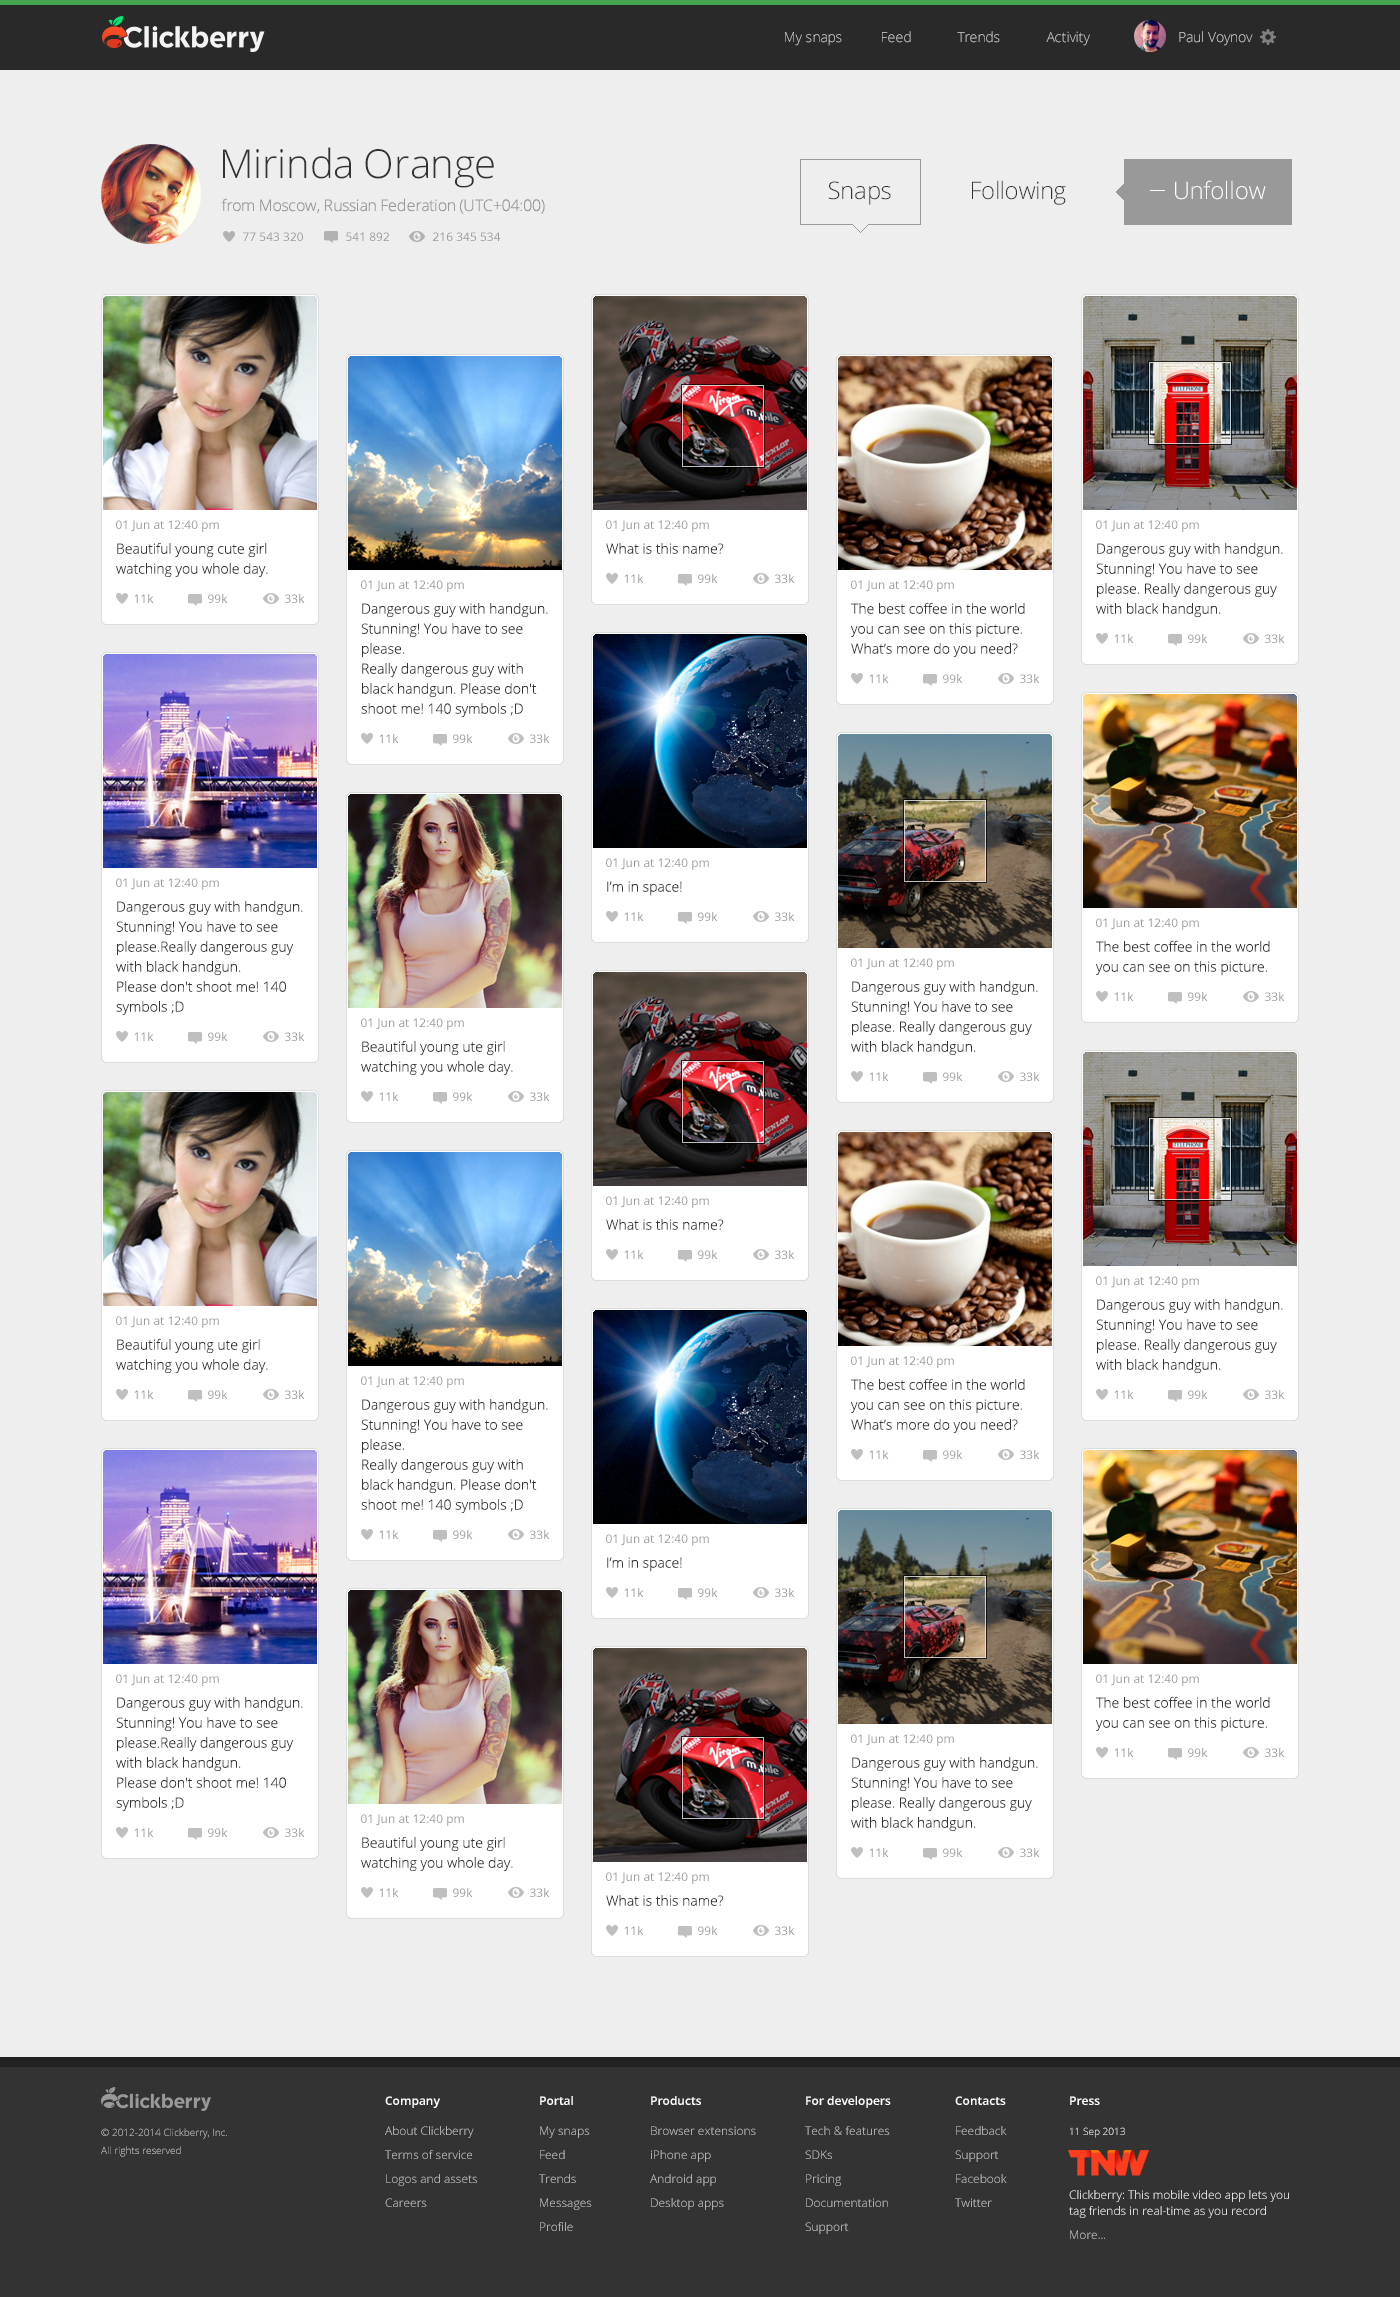 Clickberry
My snaps Feed Trends Activity Paul Voynov
Mirinda Orange
from Moscow, Russian Federation (UTC+04:00)
77 543 320 541 892 216 345 534
Snaps Following — Unfollow
01 Jun at 12:40 pm
Beautiful young cute girl
watching you whole day.
11k 99k 33k
01 Jun at 12:40 pm
Dangerous guy with handgun.
Stunning! You have to see
please.Really dangerous guy
with black handgun.
Please don't shoot me! 140
symbols ;D
11k 99k 33k
01 Jun at 12:40 pm
Beautiful young ute girl
watching you whole day.
11k 99k 33k
01 Jun at 12:40 pm
Dangerous guy with handgun.
Stunning! You have to see
please.Really dangerous guy
with black handgun.
Please don't shoot me! 140
symbols ;D
11k 99k 33k
01 Jun at 12:40 pm
Dangerous guy with handgun.
Stunning! You have to see
please.
Really dangerous guy with
black handgun. Please don't
shoot me! 140 symbols ;D
11k 99k 33k
01 Jun at 12:40 pm
Beautiful young ute girl
watching you whole day.
11k 99k 33k
01 Jun at 12:40 pm
Dangerous guy with handgun.
Stunning! You have to see
please.
Really dangerous guy with
black handgun. Please don't
shoot me! 140 symbols ;D
11k 99k 33k
01 Jun at 12:40 pm
Beautiful young ute girl
watching you whole day.
11k 99k 33k
Virgin
mobile
DUNLOP
01 Jun at 12:40 pm
What is this name?
11k 99k 33k
01 Jun at 12:40 pm
I'm in space!
11k 99k 33k
Virgin
mobile
DUNLOP
01 Jun at 12:40 pm
What is this name?
11k 99k 33k
01 Jun at 12:40 pm
I'm in space!
11k 99k 33k
Virgin
mobile
DUNLOP
01 Jun at 12:40 pm
What is this name?
11k 99k 33k
01 Jun at 12:40 pm
The best coffee in the world
you can see on this picture.
What's more do you need?
11k 99k 33k
01 Jun at 12:40 pm
Dangerous guy with handgun.
Stunning! You have to see
please. Really dangerous guy
with black handgun.
11k 99k 33k
01 Jun at 12:40 pm
The best coffee in the world
you can see on this picture.
What's more do you need?
11k 99k 33k
01 Jun at 12:40 pm
Dangerous guy with handgun.
Stunning! You have to see
please. Really dangerous guy
with black handgun.
11k 99k 33k
TELEPHONE
01 Jun at 12:40 pm
Dangerous guy with handgun.
Stunning! You have to see
please. Really dangerous guy
with black handgun.
11k 99k 33k
01 Jun at 12:40 pm
The best coffee in the world
you can see on this picture.
11k 99k 33k
TELEPHONE
01 Jun at 12:40 pm
Dangerous guy with handgun.
Stunning! You have to see
please. Really dangerous guy
with black handgun.
11k 99k 33k
01 Jun at 12:40 pm
The best coffee in the world
you can see on this picture.
11k 99k 33k
Clickberry
© 2012-2014 Clickberry, Inc.
All rights reserved
Company
About Clickberry
Terms of service
Logos and assets
Careers
Portal
My snaps
Feed
Trends
Messages
Profile
Products
Browser extensions
iPhone app
Android app
Desktop apps
For developers
Tech & features
SDKs
Pricing
Documentation
Support
Contacts
Feedback
Support
Facebook
Twitter
Press
11 Sep 2013
TNW
Clickberry: This mobile video app lets you
tag friends in real-time as you record
More...